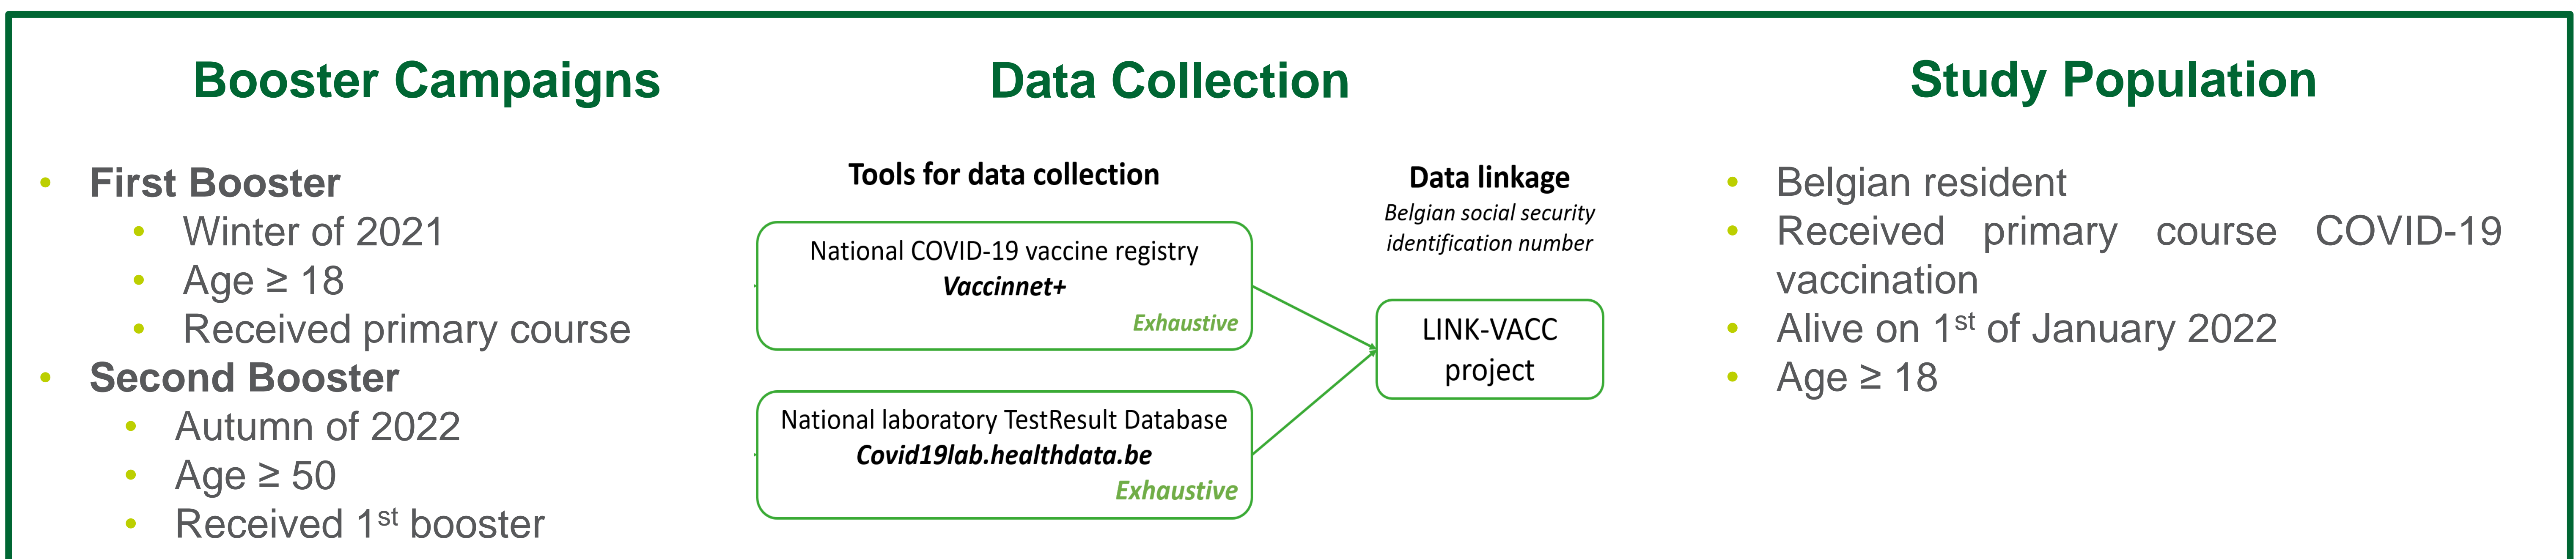 Booster Campaigns
• First Booster
• Winter of 2021
• Age ≥ 18
• Received primary course
• Second Booster
• Autumn of 2022
• Age ≥ 50
• Received 1st booster
Data Collection
Tools for data collection
National COVID-19 vaccine registry
Vaccinnet+
Exhaustive
National laboratory TestResult Database
Covid19lab.healthdata.be
Exhaustive
Data linkage
Belgian social security
identification number
LINK-VACC
project
Study Population
• Belgian resident
• Received primary course COVID-19
vaccination
• Alive on 1st of January 2022
• Age ≥ 18